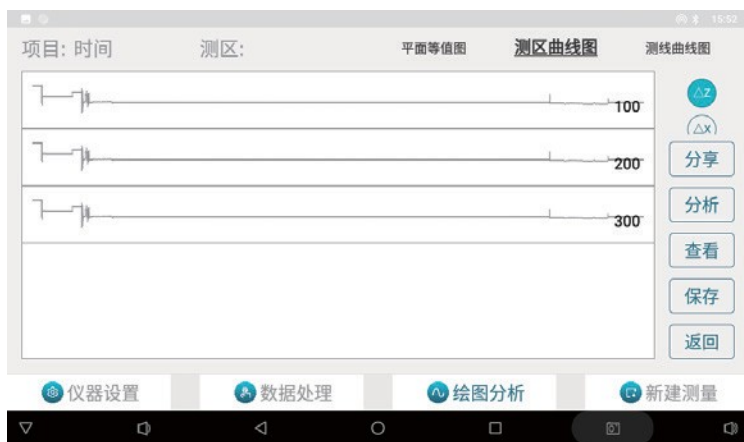 15:52
项目: 时间 测区: 平面等值图 测区曲线图 测线曲线图
△Z
100
(△X)
200
分享
300
分析
查看
保存
返回
仪器设置 数据处理 绘图分析 新建测量